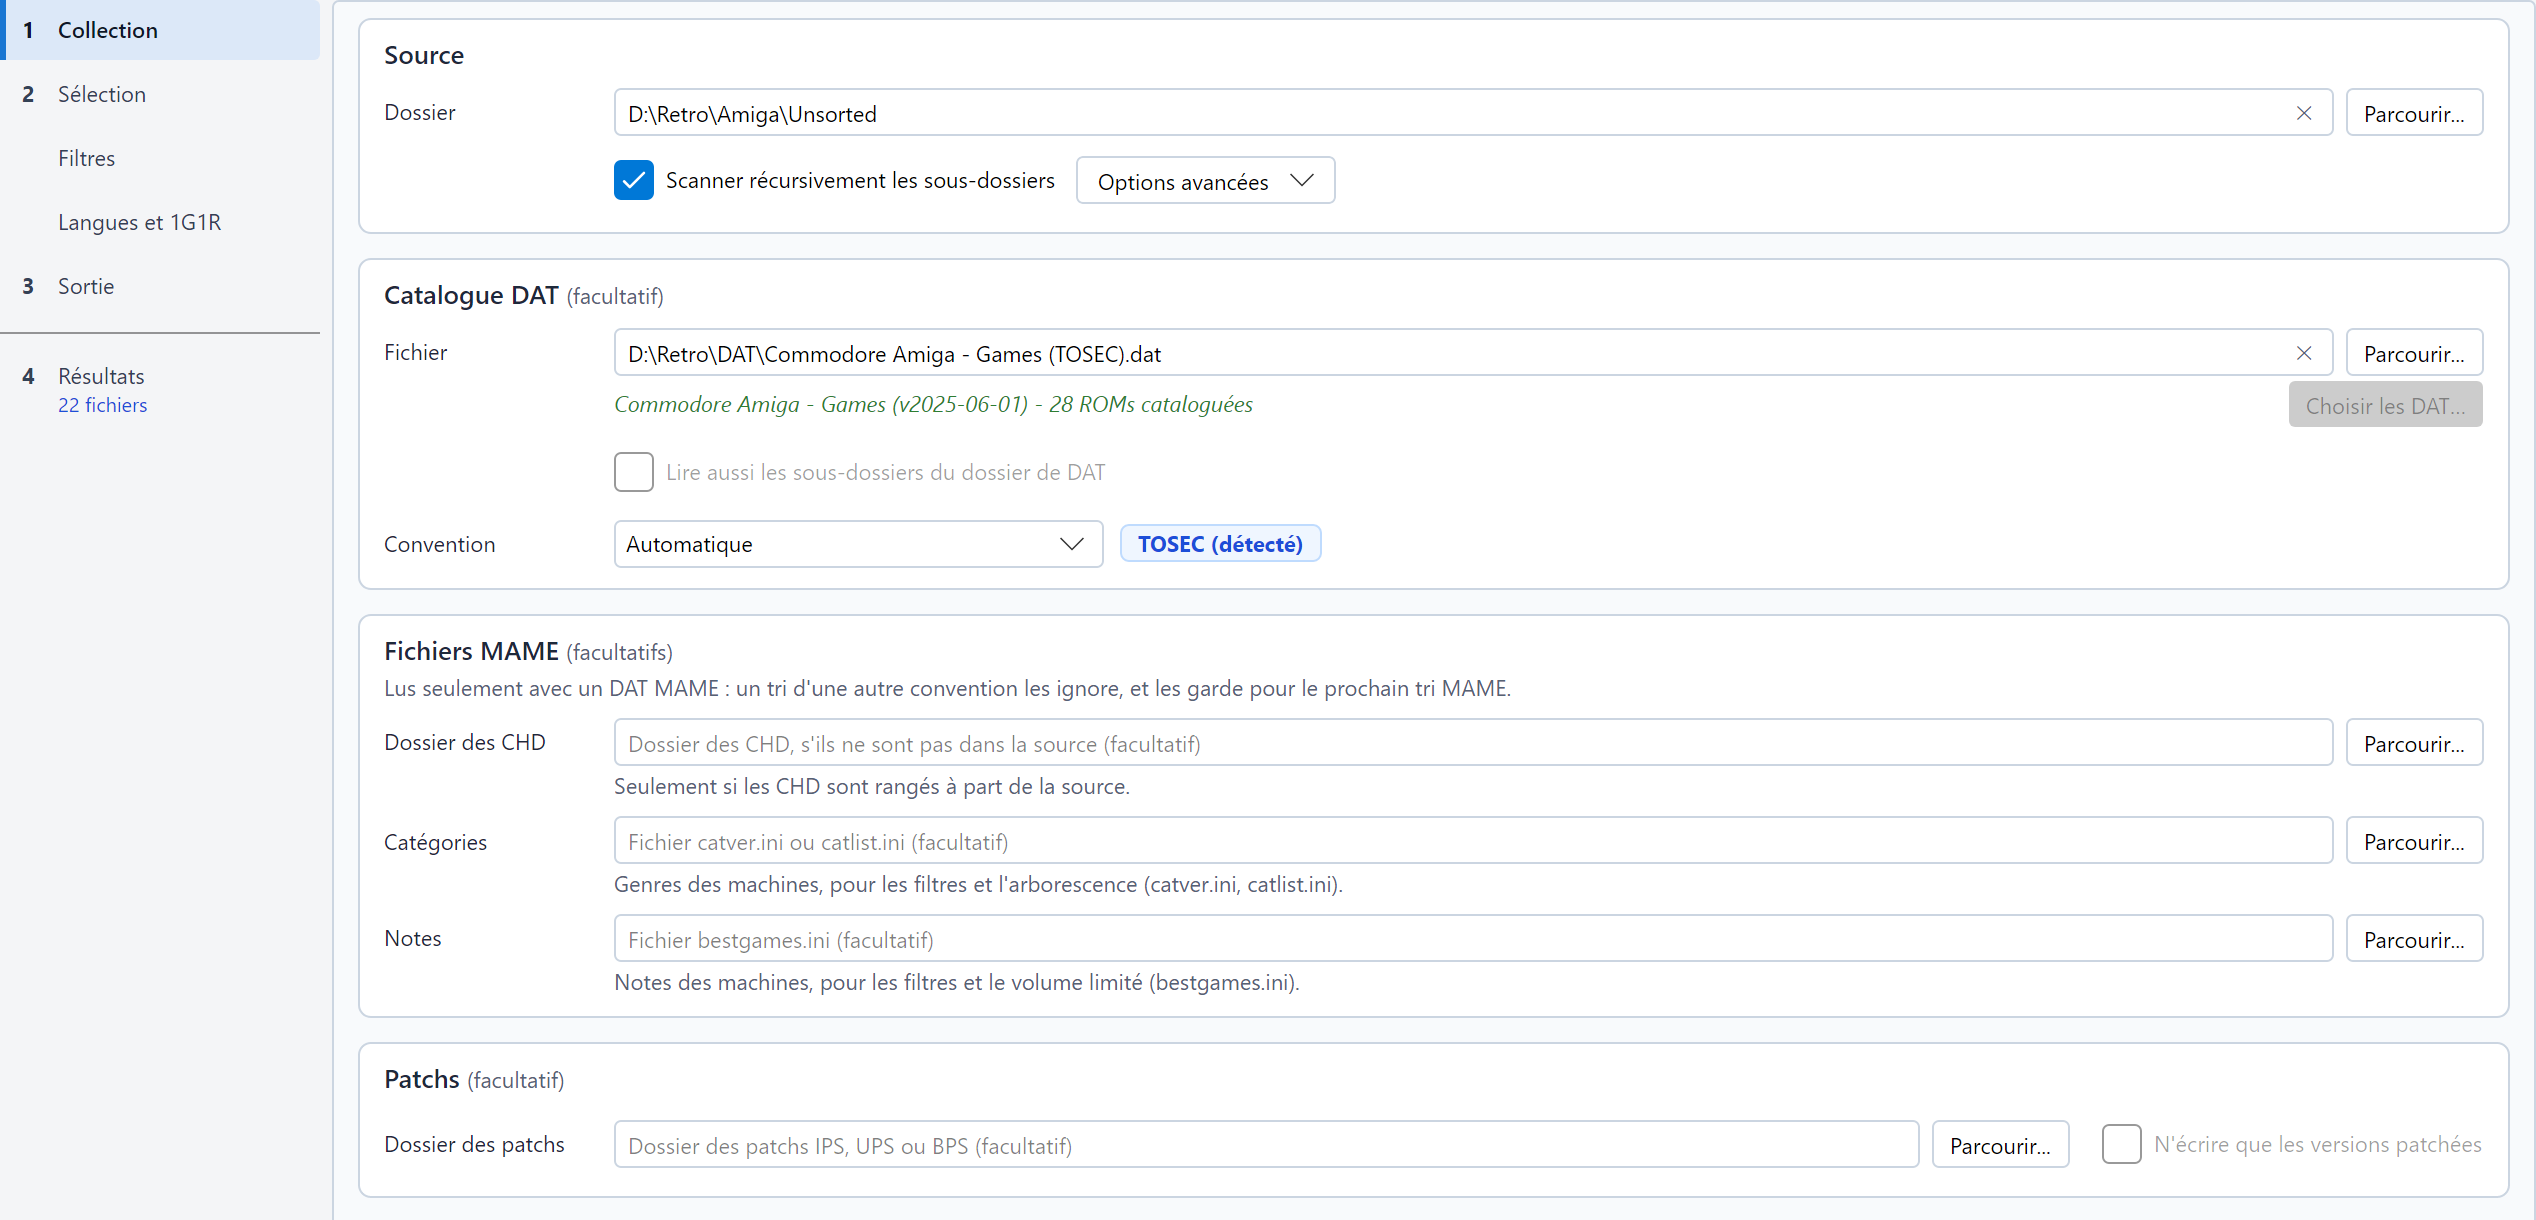 1 Collection
2 Sélection
Filtres
Langues et 1G1R
3 Sortie
4 Résultats
22 fichiers
Source
Dossier D:\Retro\Amiga\Unsorted Parcourir...
Scanner récursivement les sous-dossiers Options avancées
Catalogue DAT (facultatif)
Fichier D:\Retro\DAT\Commodore Amiga - Games (TOSEC).dat Parcourir...
Commodore Amiga - Games (v2025-06-01) - 28 ROMs cataloguées Choisir les DAT...
Lire aussi les sous-dossiers du dossier de DAT
Convention Automatique TOSEC (détecté)
Fichiers MAME (facultatifs)
Lus seulement avec un DAT MAME : un tri d'une autre convention les ignore, et les garde pour le prochain tri MAME.
Dossier des CHD Dossier des CHD, s'ils ne sont pas dans la source (facultatif) Parcourir...
Seulement si les CHD sont rangés à part de la source.
Catégories Fichier catver.ini ou catlist.ini (facultatif) Parcourir...
Genres des machines, pour les filtres et l'arborescence (catver.ini, catlist.ini).
Notes Fichier bestgames.ini (facultatif) Parcourir...
Notes des machines, pour les filtres et le volume limité (bestgames.ini).
Patchs (facultatif)
Dossier des patchs Dossier des patchs IPS, UPS ou BPS (facultatif) Parcourir... N'écrire que les versions patchées